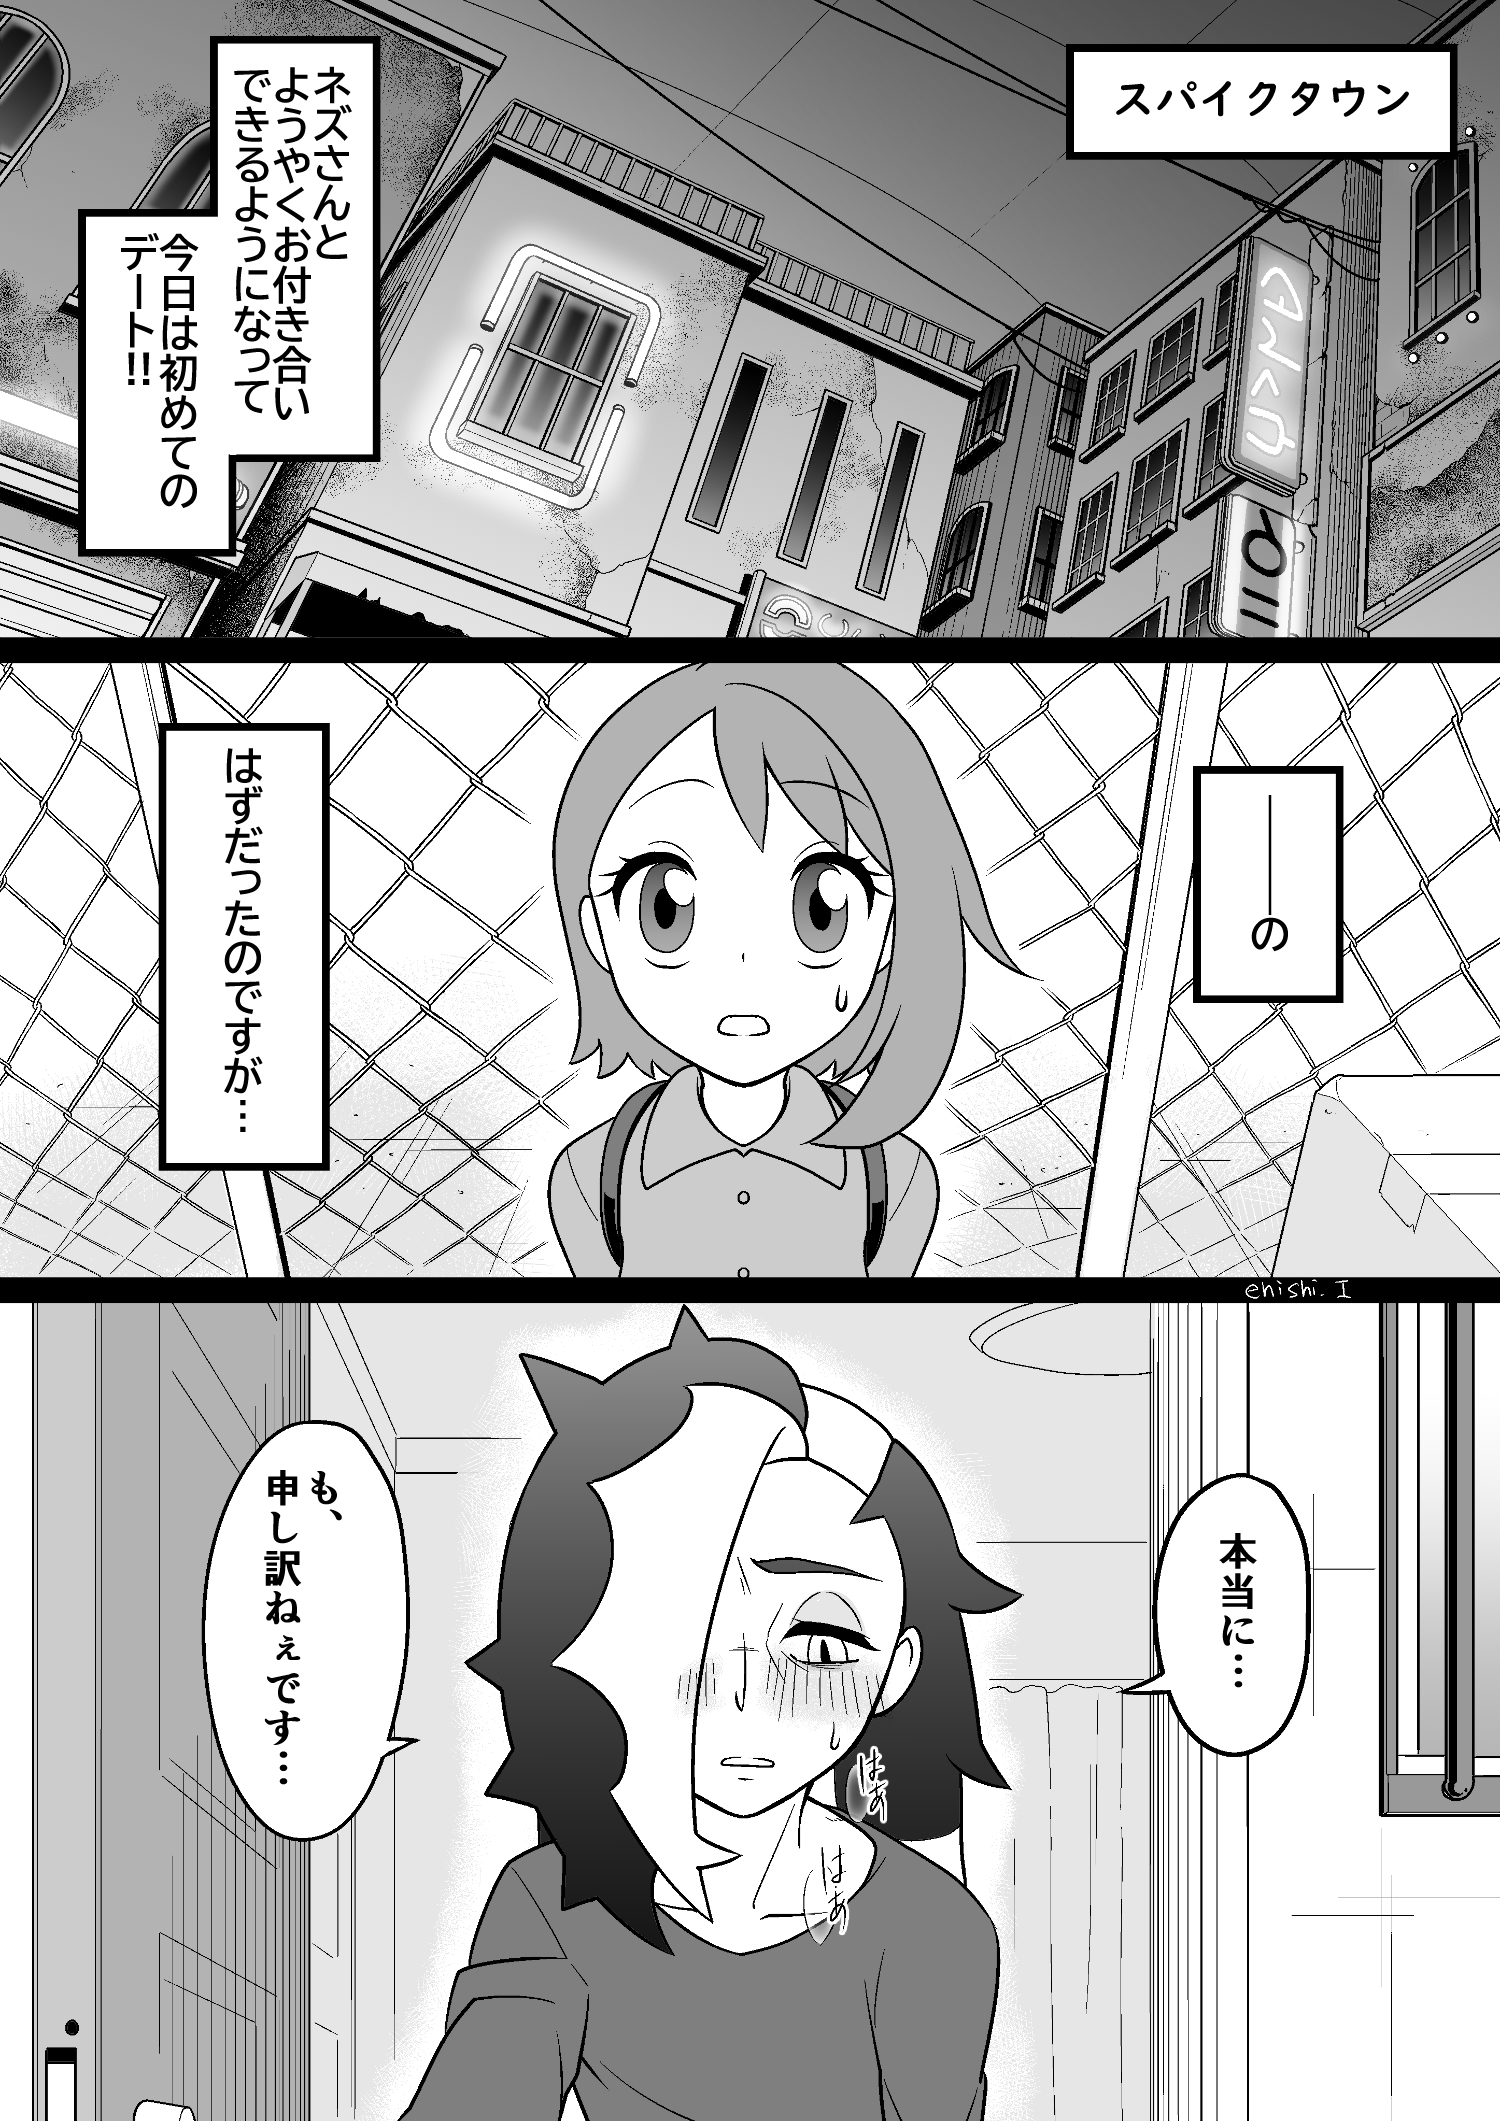 スパイクタウン
ネズさんと
ようやくお付き合い
できるようになって
今日は初めての
デート!!
――の
はずだったのですが…
enishi.I
本当に…
も、
申し訳ねぇです…
はぁ
はぁ